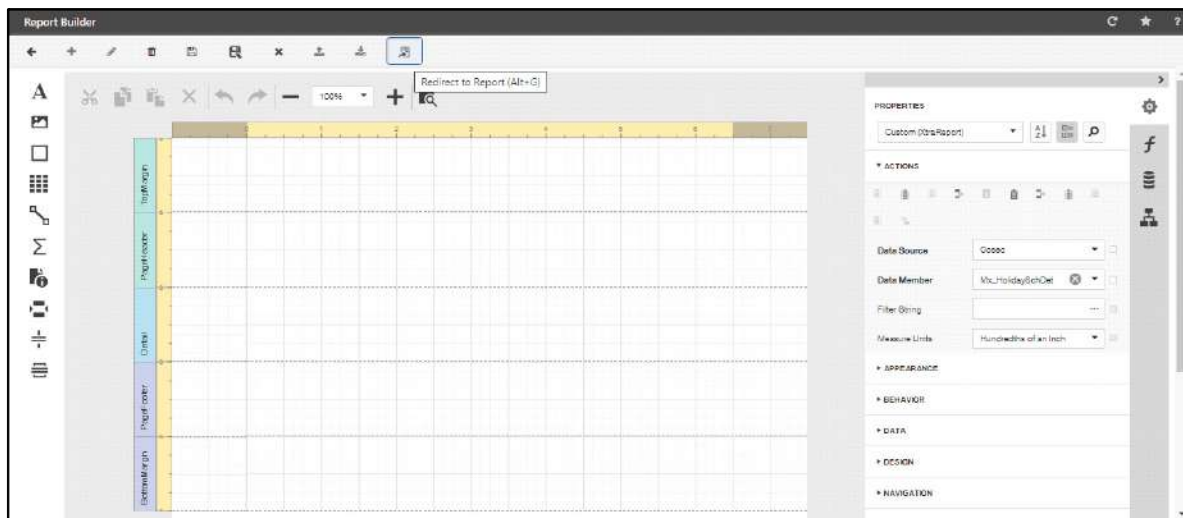 Report Builder
?
Redirect to Report (Alt+G)
A
100%
PROPERTIES
Custom (XtraReport)
ACTIONS
Data Source
Cosec
Data Member
Mx_HolidaySchDet
Filter String
...
Measure Units
Hundredths of an Inch
APPEARANCE
BEHAVIOR
DATA
DESIGN
NAVIGATION
TopMargin
PageHeader
Detail
PageFooter
BottomMargin